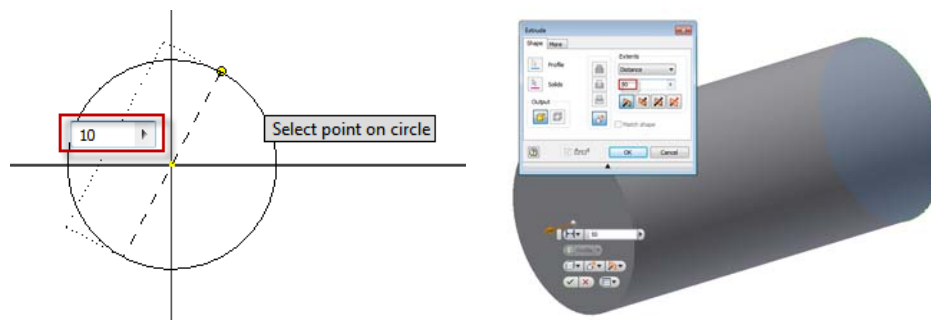 10
Select point on circle
Extrude
Shape More
Profile
Solids
Output
Extents
Distance
50
Match shape
OK Cancel
50